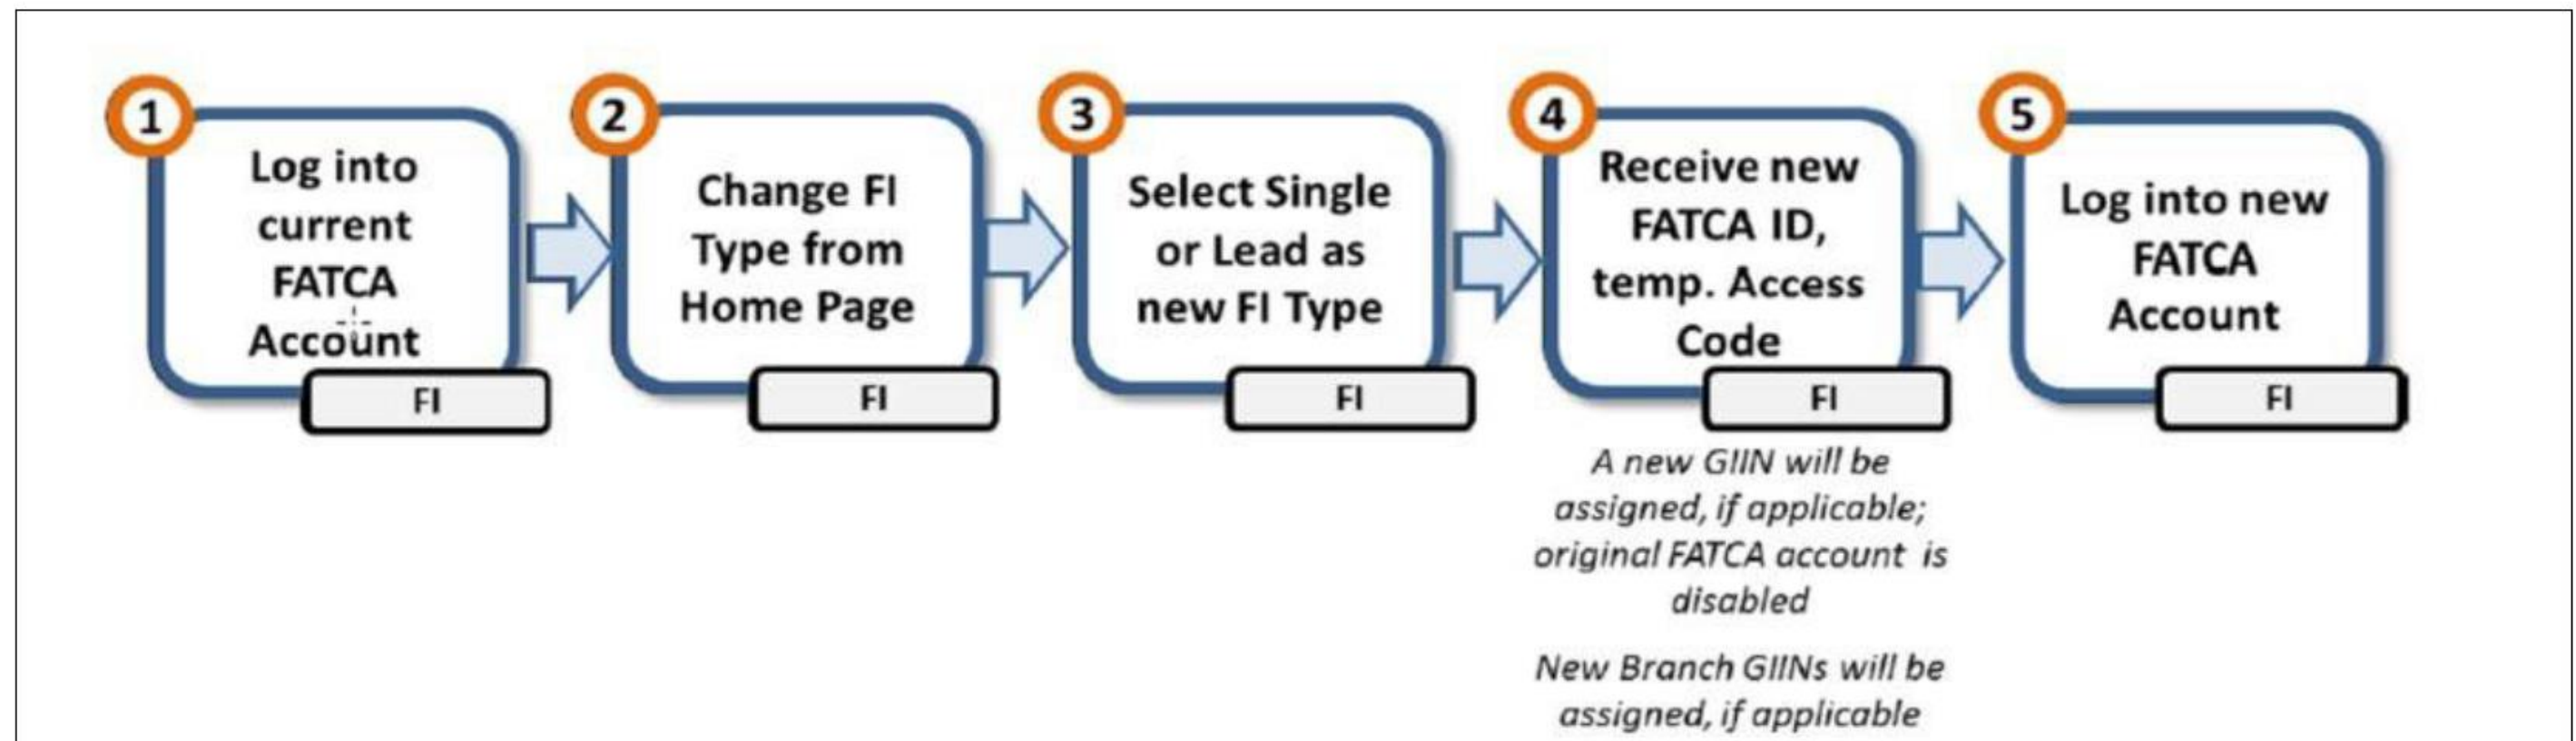 1
Log into
current
FATCA
Account
FI
2
Change FI
Type from
Home Page
FI
3
Select Single
or Lead as
new FI Type
FI
4
Receive new
FATCA ID,
temp. Access
Code
FI
A new GIIN will be
assigned, if applicable;
original FATCA account is
disabled
New Branch GIINs will be
assigned, if applicable
5
Log into new
FATCA
Account
FI